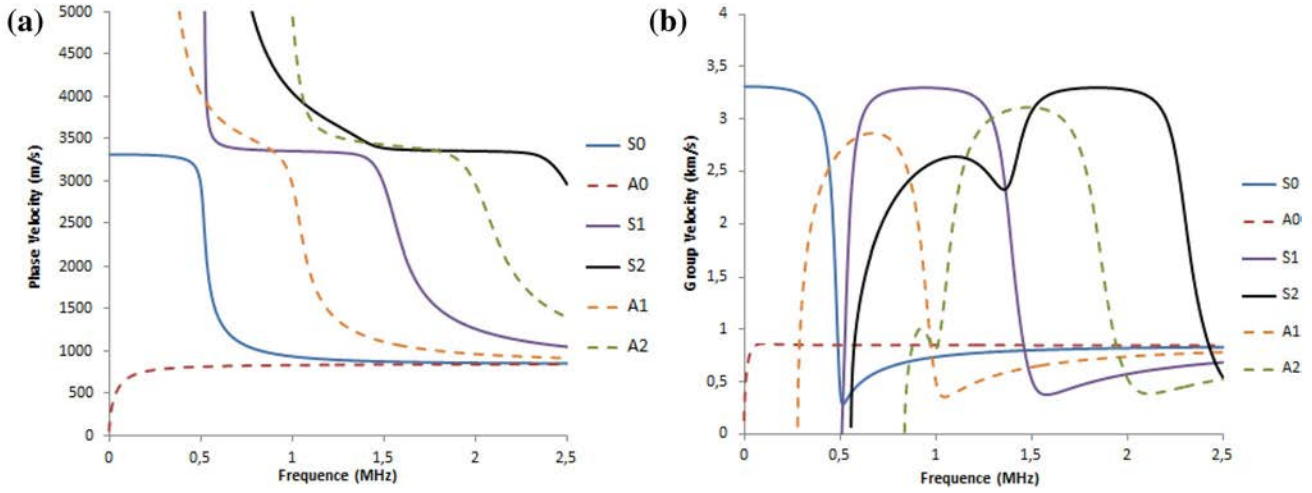 (a)
Phase Velocity (m/s)
5000
4500
4000
3500
3000
2500
2000
1500
1000
500
0
0
0,5
1
1,5
2
2,5
Frequence (MHz)
S0
A0
S1
S2
A1
A2
(b)
Group Velocity (km/s)
4
3,5
3
2,5
2
1,5
1
0,5
0
0
0,5
1
1,5
2
2,5
Frequence (MHz)
S0
A0
S1
S2
A1
A2